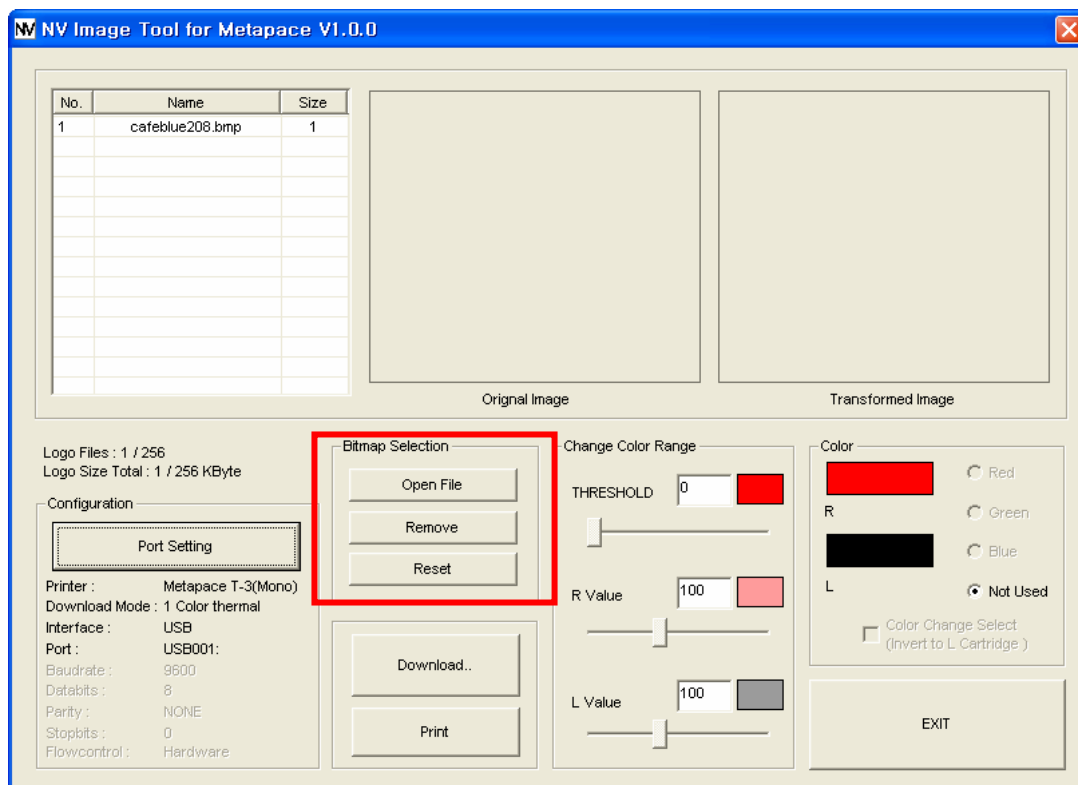 NV NV Image Tool for Metapace V1.0.0
No. Name Size
1 cafeblue208.bmp 1
Orignal Image
Transformed Image
Logo Files : 1 / 256
Logo Size Total : 1 / 256 KByte
Configuration
Port Setting
Printer : Metapace T-3(Mono)
Download Mode : 1 Color thermal
Interface : USB
Port : USB001:
Baudrate : 9600
Databits : 8
Parity : NONE
Stopbits : 0
Flowcontrol : Hardware
Bitmap Selection
Open File
Remove
Reset
Download..
Print
Change Color Range
THRESHOLD 0
R Value 100
L Value 100
Color
R
L
Red
Green
Blue
Not Used
Color Change Select
(Invert to L Cartridge )
EXIT